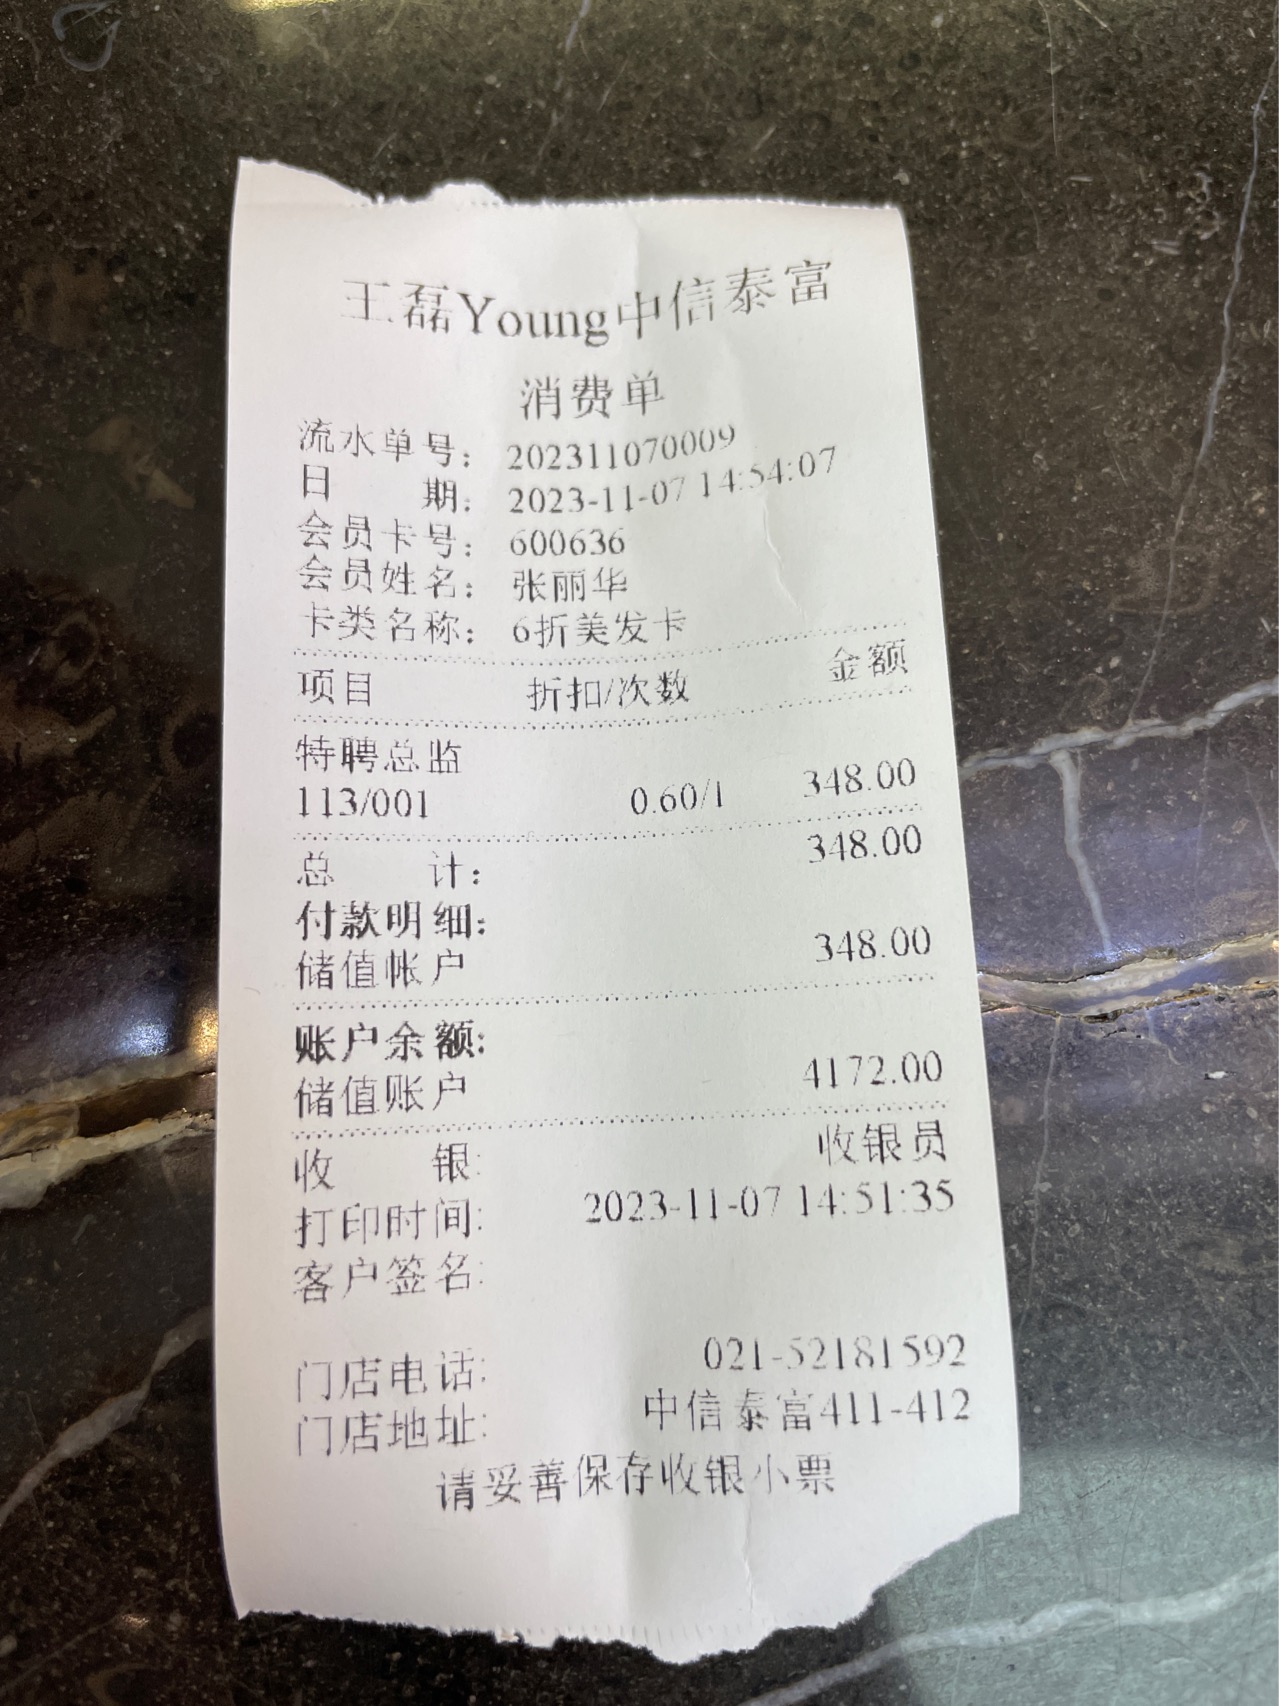 王磊Young中信泰富
消费单
流水单号: 202311070009
日 期: 2023-11-07 14:54:07
会员卡号: 600636
会员姓名: 张丽华
卡类名称: 6折美发卡
项目 折扣/次数 金额
特聘总监
113/001 0.60/1 348.00
总 计: 348.00
付款明细:
储值帐户 348.00
账户余额:
储值账户 4172.00
收 银: 收银员
打印时间: 2023-11-07 14:51:35
客户签名:
门店电话: 021-52181592
门店地址: 中信泰富411-412
请妥善保存收银小票